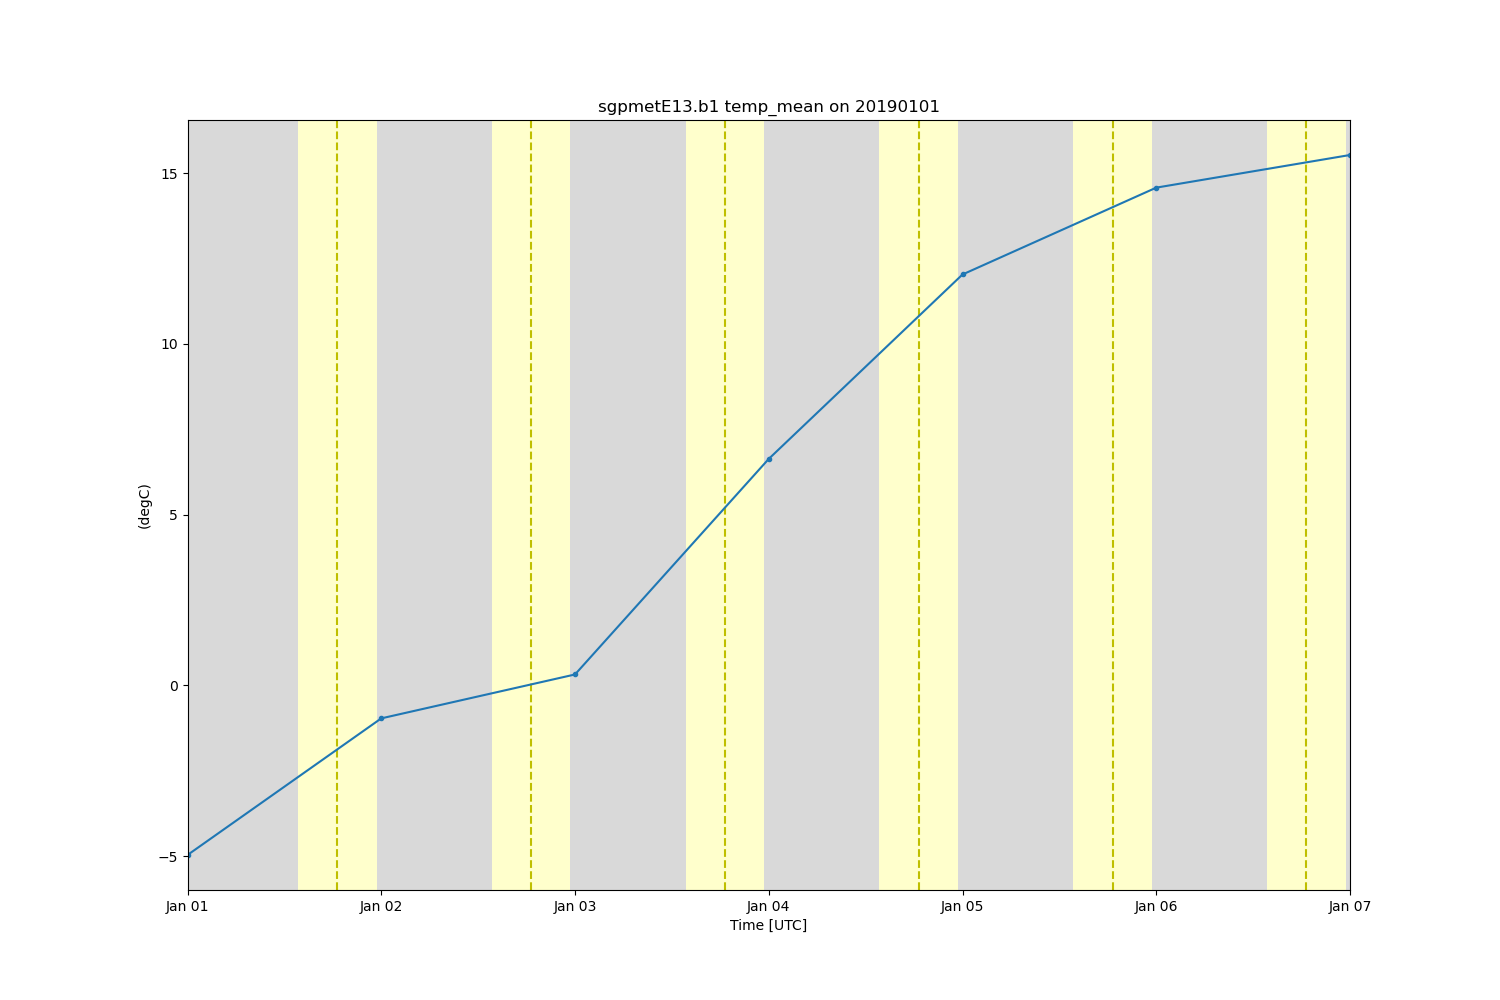 sgpmetE13.b1 temp_mean on 20190101
15
10
5
0
−5
(degC)
Jan 01 Jan 02 Jan 03 Jan 04 Jan 05 Jan 06 Jan 07
Time [UTC]